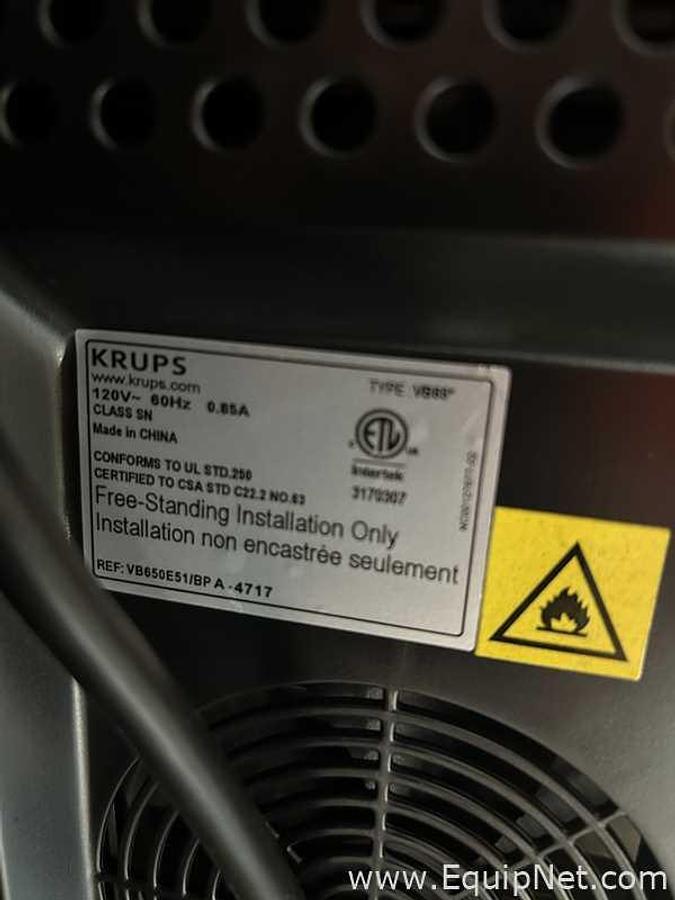 KRUPS
www.krups.com
120V~ 60Hz 0.85A
CLASS SN
Made in CHINA
TYPE
ETL
Intertek
3170307
CONFORMS TO UL STD.250
CERTIFIED TO CSA STD C22.2 NO.63
Free-Standing Installation Only
Installation non encastrée seulement
REF: VB650E51/BP A - 4717
www.EquipNet.com